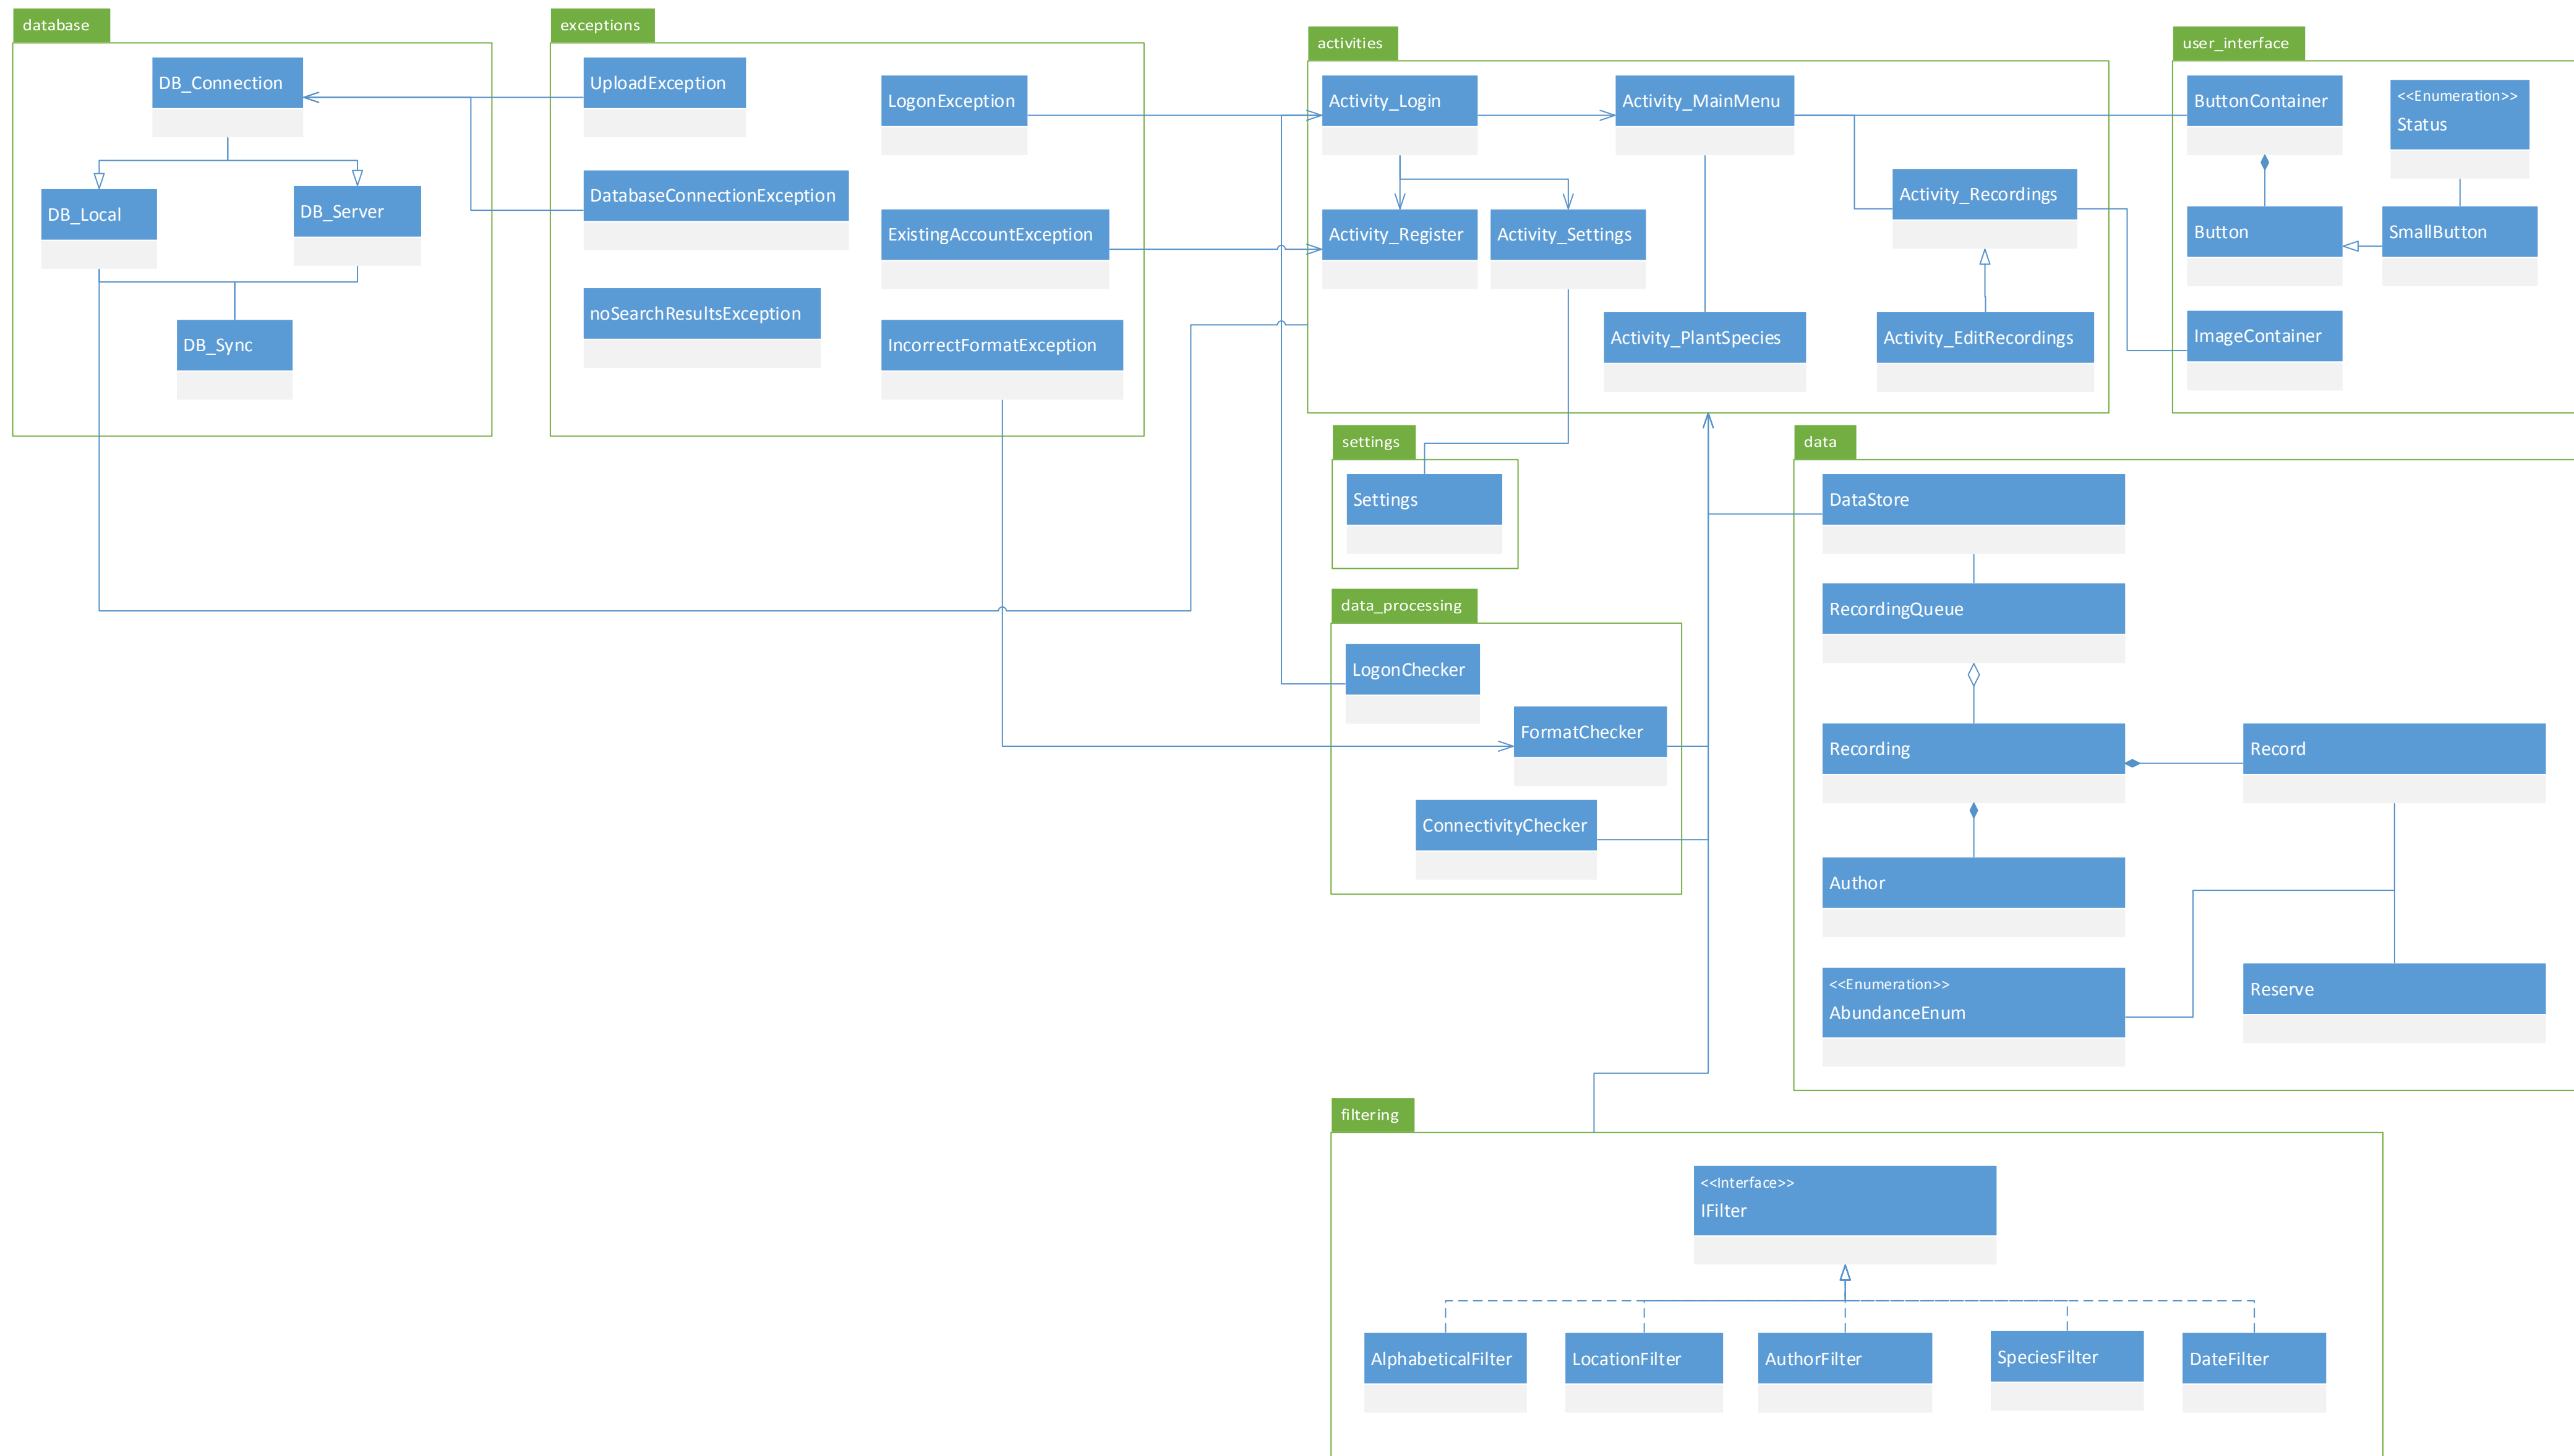 database
DB_Connection
DB_Local
DB_Server
DB_Sync
exceptions
UploadException
LogonException
DatabaseConnectionException
ExistingAccountException
noSearchResultsException
IncorrectFormatException
activities
Activity_Login
Activity_MainMenu
Activity_Recordings
Activity_Register
Activity_Settings
Activity_PlantSpecies
Activity_EditRecordings
user_interface
ButtonContainer
<<Enumeration>>
Status
Button
SmallButton
ImageContainer
settings
Settings
data
DataStore
RecordingQueue
Recording
Record
Author
<<Enumeration>>
AbundanceEnum
Reserve
data_processing
LogonChecker
FormatChecker
ConnectivityChecker
filtering
<<Interface>>
IFilter
AlphabeticalFilter
LocationFilter
AuthorFilter
SpeciesFilter
DateFilter